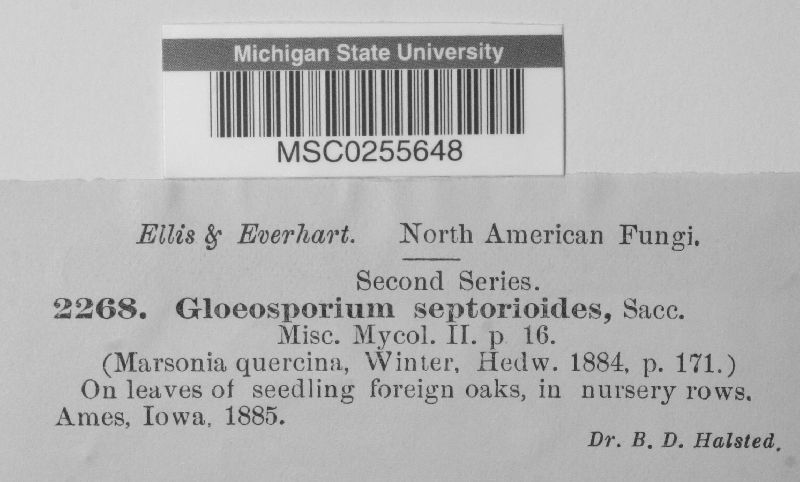 Michigan State University
MSC0255648
Ellis & Everhart. North American Fungi.
Second Series.
2268. Gloeosporium septorioides, Sacc.
Misc. Mycol. II. p 16.
(Marsonia quercina, Winter, Hedw. 1884, p. 171.)
On leaves of seedling foreign oaks, in nursery rows.
Ames, Iowa, 1885.
Dr. B. D. Halsted.